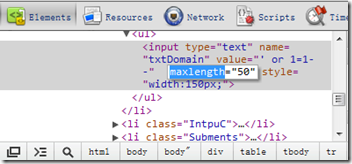 Elements Resources Network Scripts Time
▼<ul>
<input type="text" name=
"txtDomain" value="' or 1=1-
-" maxlength="50" style=
"width:150px;">
</ul>
</li>
▶<li class="IntpuC">…</li>
▶<li class="Subments">…</li>
html body body" div table tbody tr